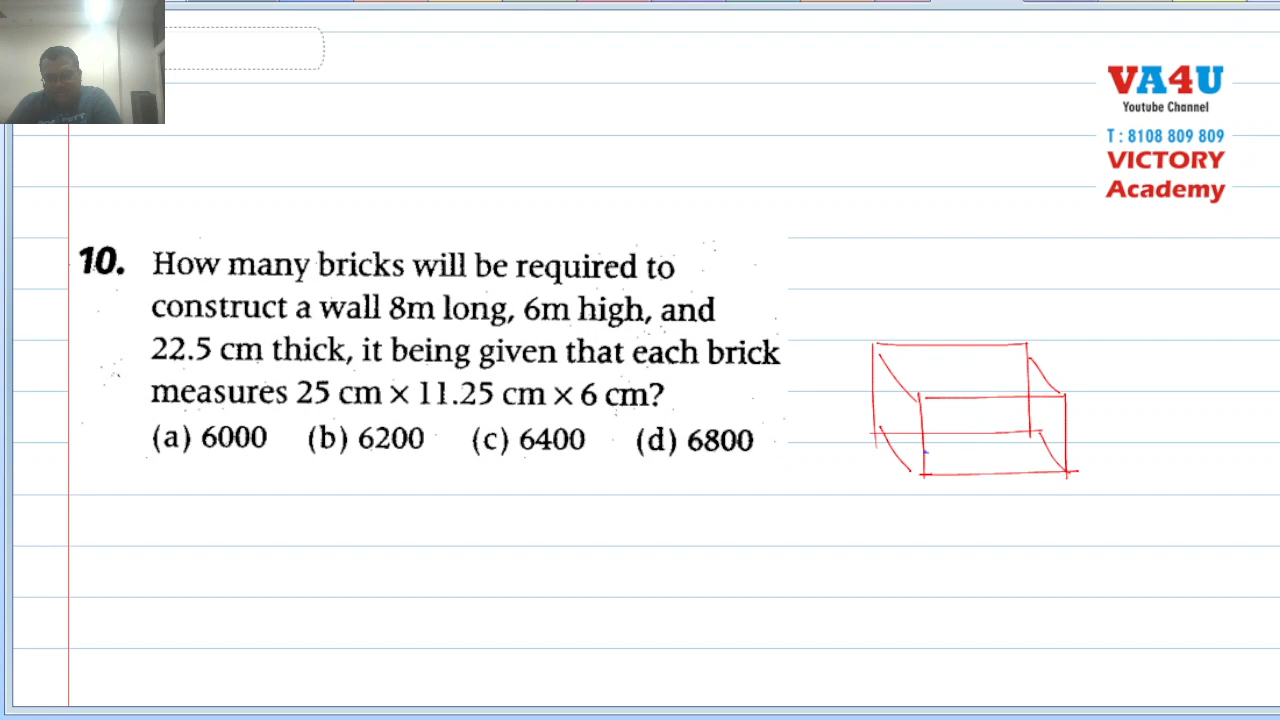 VA4U
Youtube Channel
T : 8108 809 809
VICTORY
Academy
10. How many bricks will be required to
construct a wall 8m long, 6m high, and
22.5 cm thick, it being given that each brick
measures 25 cm × 11.25 cm × 6 cm?
(a) 6000 (b) 6200 (c) 6400 (d) 6800